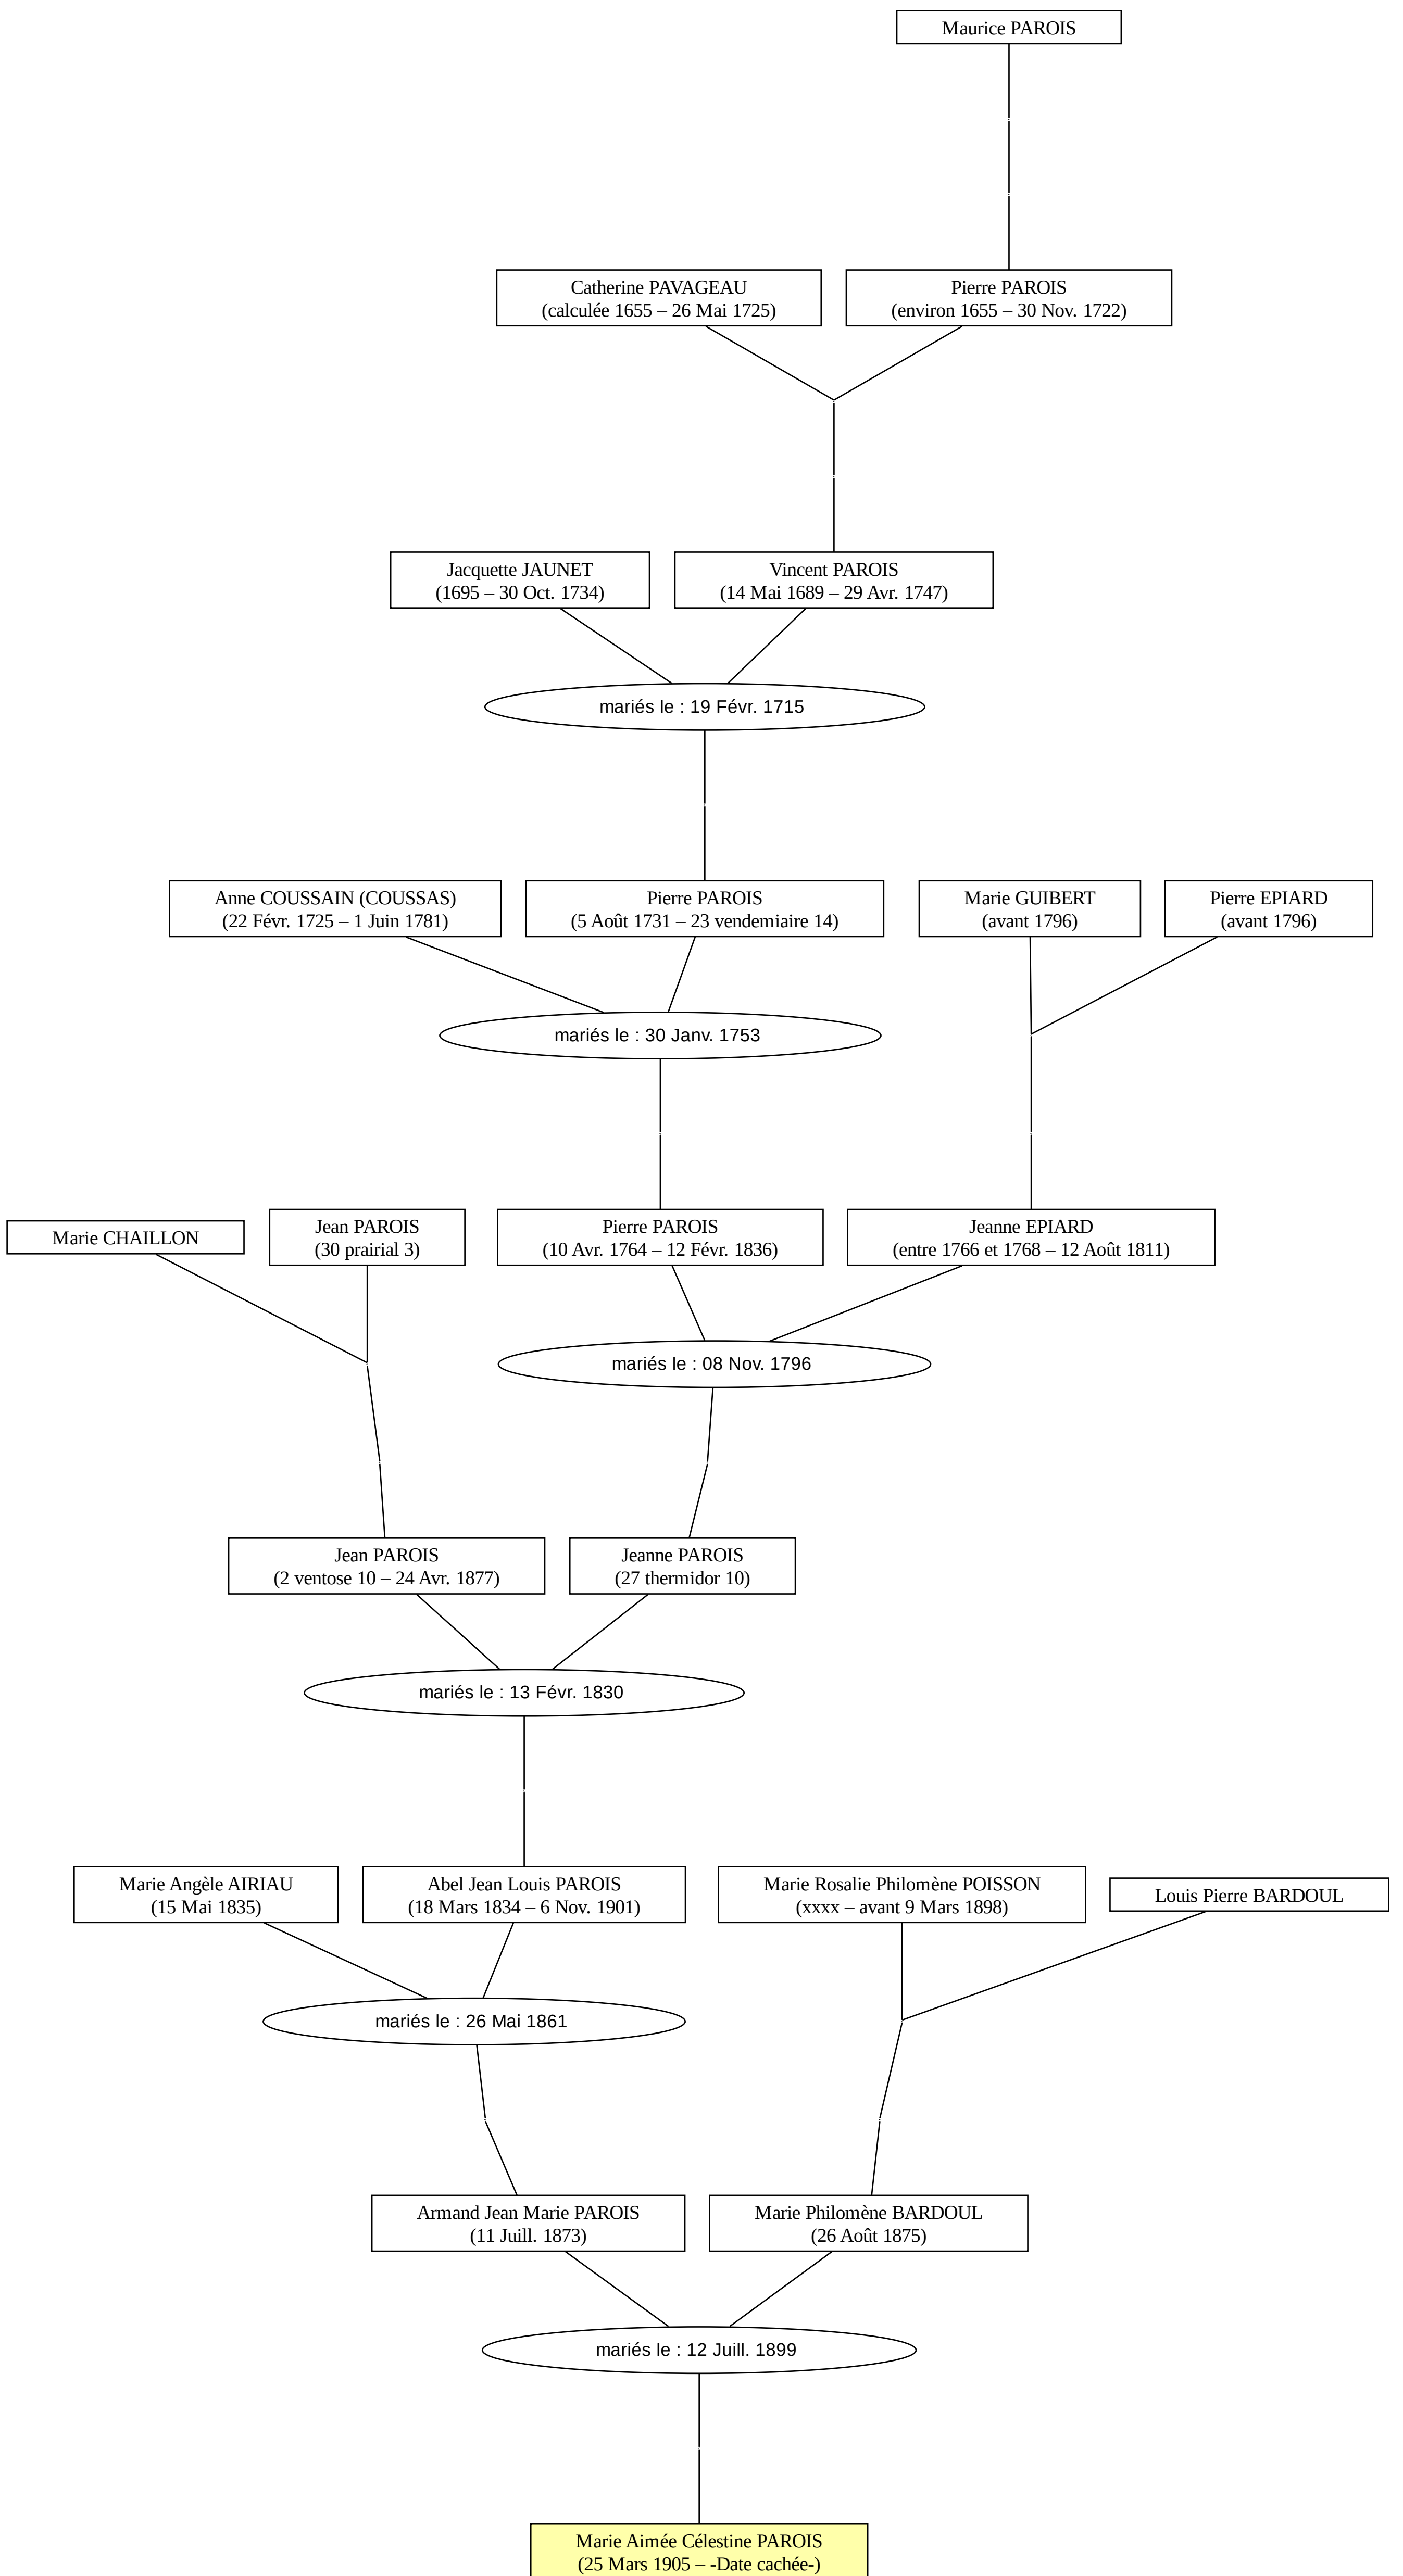 Maurice PAROIS
Catherine PAVAGEAU
(calculée 1655 – 26 Mai 1725)
Pierre PAROIS
(environ 1655 – 30 Nov. 1722)
Jacquette JAUNET
(1695 – 30 Oct. 1734)
Vincent PAROIS
(14 Mai 1689 – 29 Avr. 1747)
mariés le : 19 Févr. 1715
Anne COUSSAIN (COUSSAS)
(22 Févr. 1725 – 1 Juin 1781)
Pierre PAROIS
(5 Août 1731 – 23 vendemiaire 14)
Marie GUIBERT
(avant 1796)
Pierre EPIARD
(avant 1796)
mariés le : 30 Janv. 1753
Marie CHAILLON
Jean PAROIS
(30 prairial 3)
Pierre PAROIS
(10 Avr. 1764 – 12 Févr. 1836)
Jeanne EPIARD
(entre 1766 et 1768 – 12 Août 1811)
mariés le : 08 Nov. 1796
Jean PAROIS
(2 ventose 10 – 24 Avr. 1877)
Jeanne PAROIS
(27 thermidor 10)
mariés le : 13 Févr. 1830
Marie Angèle AIRIAU
(15 Mai 1835)
Abel Jean Louis PAROIS
(18 Mars 1834 – 6 Nov. 1901)
Marie Rosalie Philomène POISSON
(xxxx – avant 9 Mars 1898)
Louis Pierre BARDOUL
mariés le : 26 Mai 1861
Armand Jean Marie PAROIS
(11 Juill. 1873)
Marie Philomène BARDOUL
(26 Août 1875)
mariés le : 12 Juill. 1899
Marie Aimée Célestine PAROIS
(25 Mars 1905 – -Date cachée-)